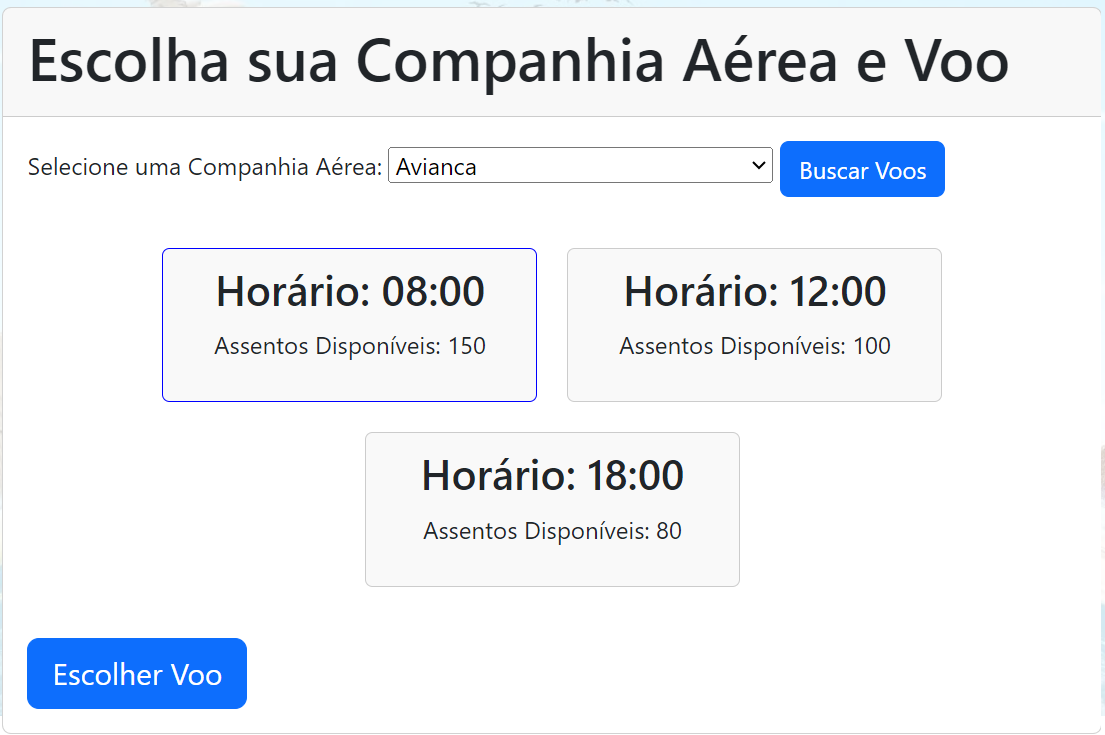 Escolha sua Companhia Aérea e Voo
Selecione uma Companhia Aérea: Avianca Buscar Voos
Horário: 08:00 Horário: 12:00
Assentos Disponíveis: 150 Assentos Disponíveis: 100
Horário: 18:00
Assentos Disponíveis: 80
Escolher Voo